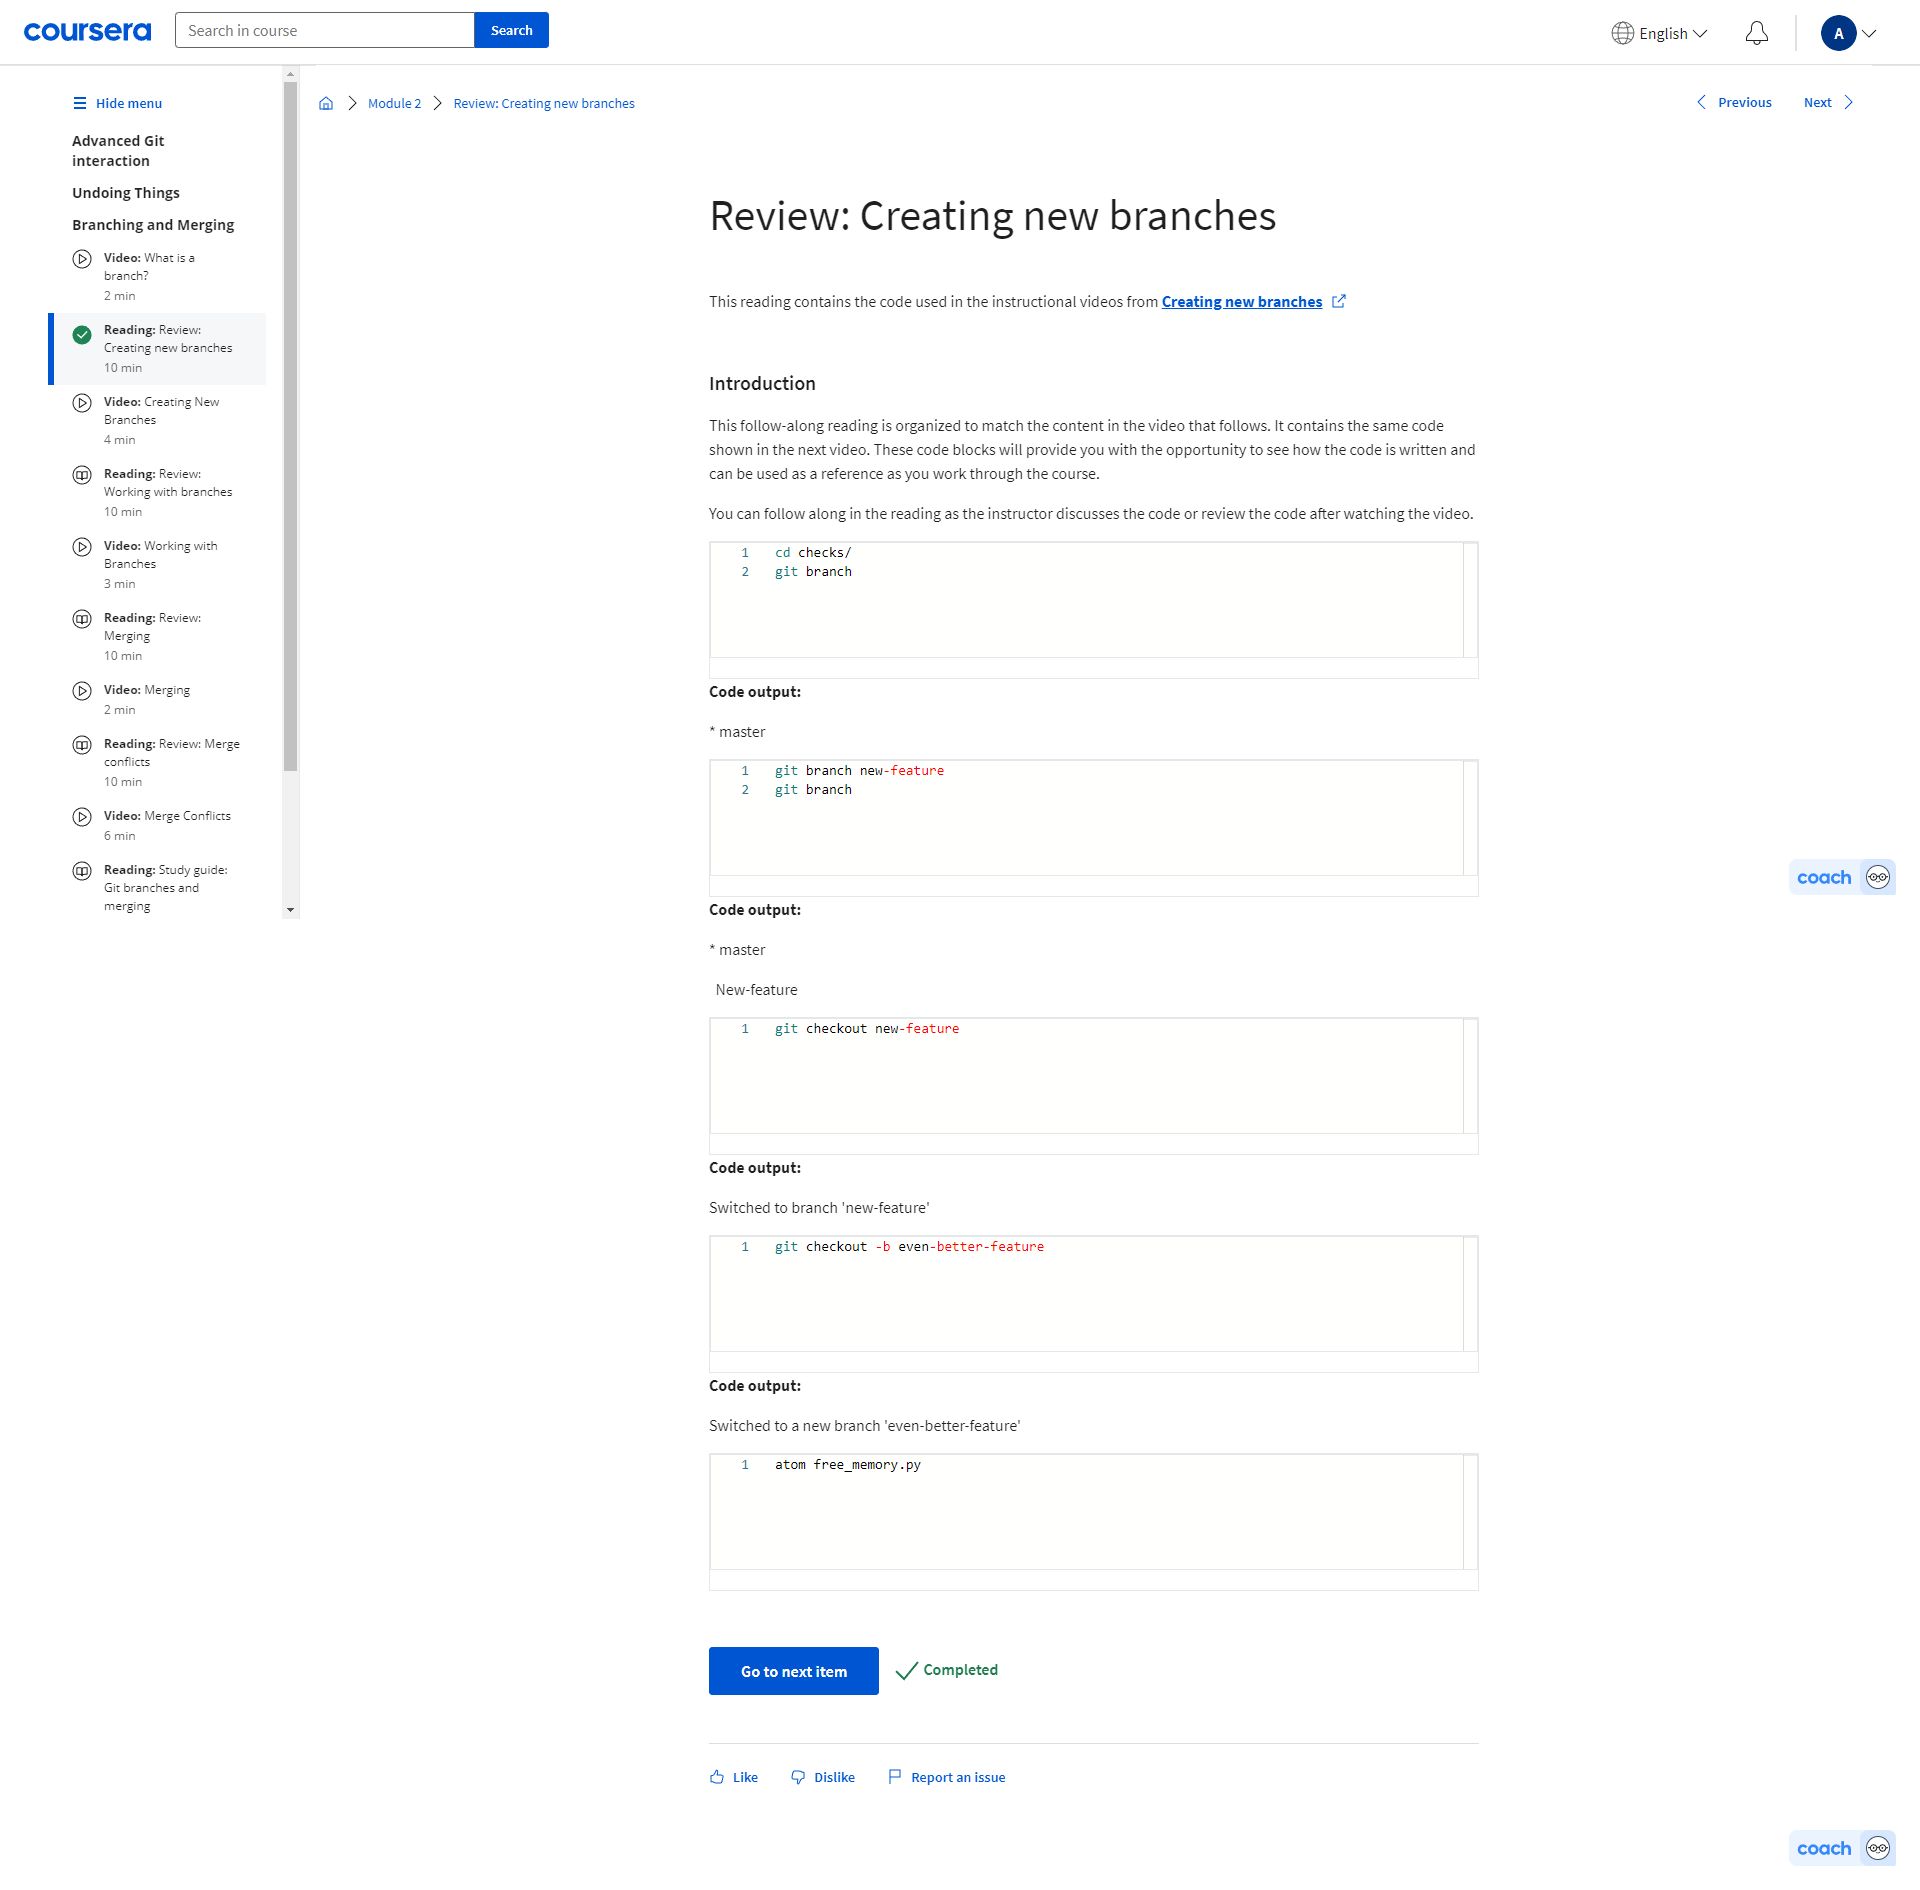 coursera
Search in course
Search
English
A
Hide menu
Advanced Git
interaction
Undoing Things
Branching and Merging
Video: What is a
branch?
2 min
Reading: Review:
Creating new branches
10 min
Video: Creating New
Branches
4 min
Reading: Review:
Working with branches
10 min
Video: Working with
Branches
3 min
Reading: Review:
Merging
10 min
Video: Merging
2 min
Reading: Review: Merge
conflicts
10 min
Video: Merge Conflicts
6 min
Reading: Study guide:
Git branches and
merging
Module 2
Review: Creating new branches
Previous
Next
Review: Creating new branches
This reading contains the code used in the instructional videos from Creating new branches
Introduction
This follow-along reading is organized to match the content in the video that follows. It contains the same code
shown in the next video. These code blocks will provide you with the opportunity to see how the code is written and
can be used as a reference as you work through the course.
You can follow along in the reading as the instructor discusses the code or review the code after watching the video.
1 cd checks/
2 git branch
Code output:
* master
1 git branch new-feature
2 git branch
Code output:
* master
New-feature
1 git checkout new-feature
Code output:
Switched to branch 'new-feature'
1 git checkout -b even-better-feature
Code output:
Switched to a new branch 'even-better-feature'
1 atom free_memory.py
Go to next item
Completed
Like
Dislike
Report an issue
coach
coach